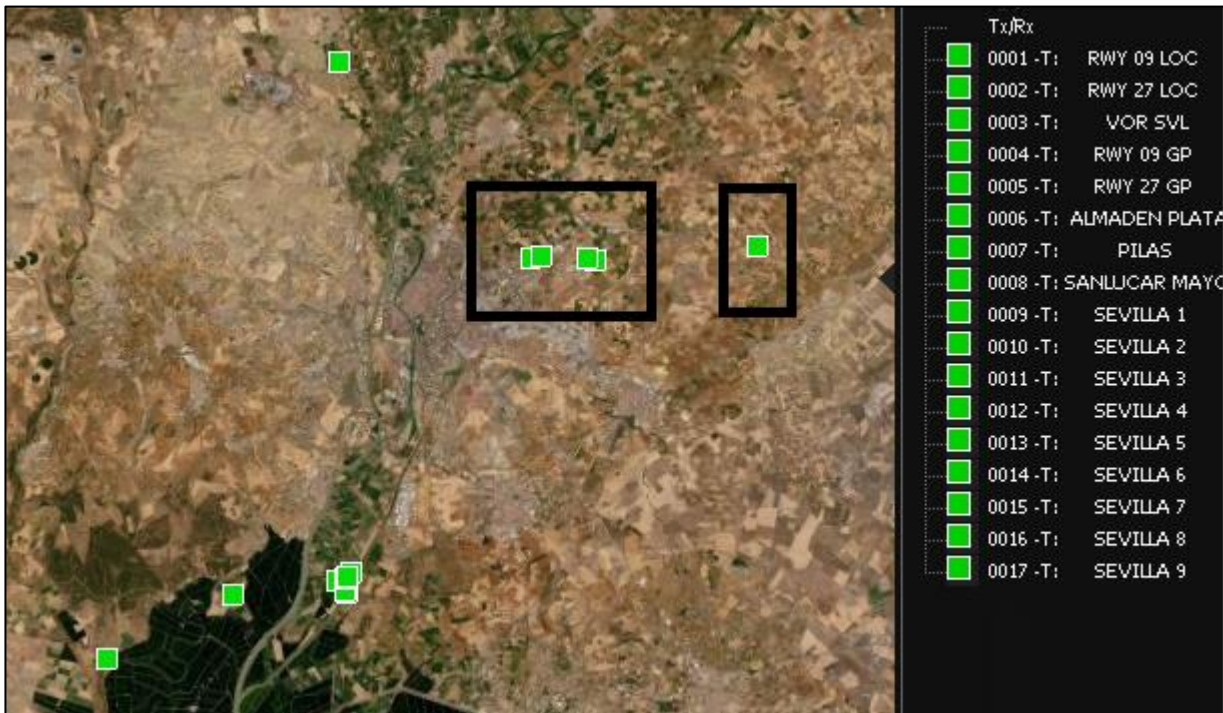 Tx/Rx
0001 -T: RWY 09 LOC
0002 -T: RWY 27 LOC
0003 -T: VOR SVL
0004 -T: RWY 09 GP
0005 -T: RWY 27 GP
0006 -T: ALMADEN PLATA
0007 -T: PILAS
0008 -T: SANLUCAR MAYO
0009 -T: SEVILLA 1
0010 -T: SEVILLA 2
0011 -T: SEVILLA 3
0012 -T: SEVILLA 4
0013 -T: SEVILLA 5
0014 -T: SEVILLA 6
0015 -T: SEVILLA 7
0016 -T: SEVILLA 8
0017 -T: SEVILLA 9